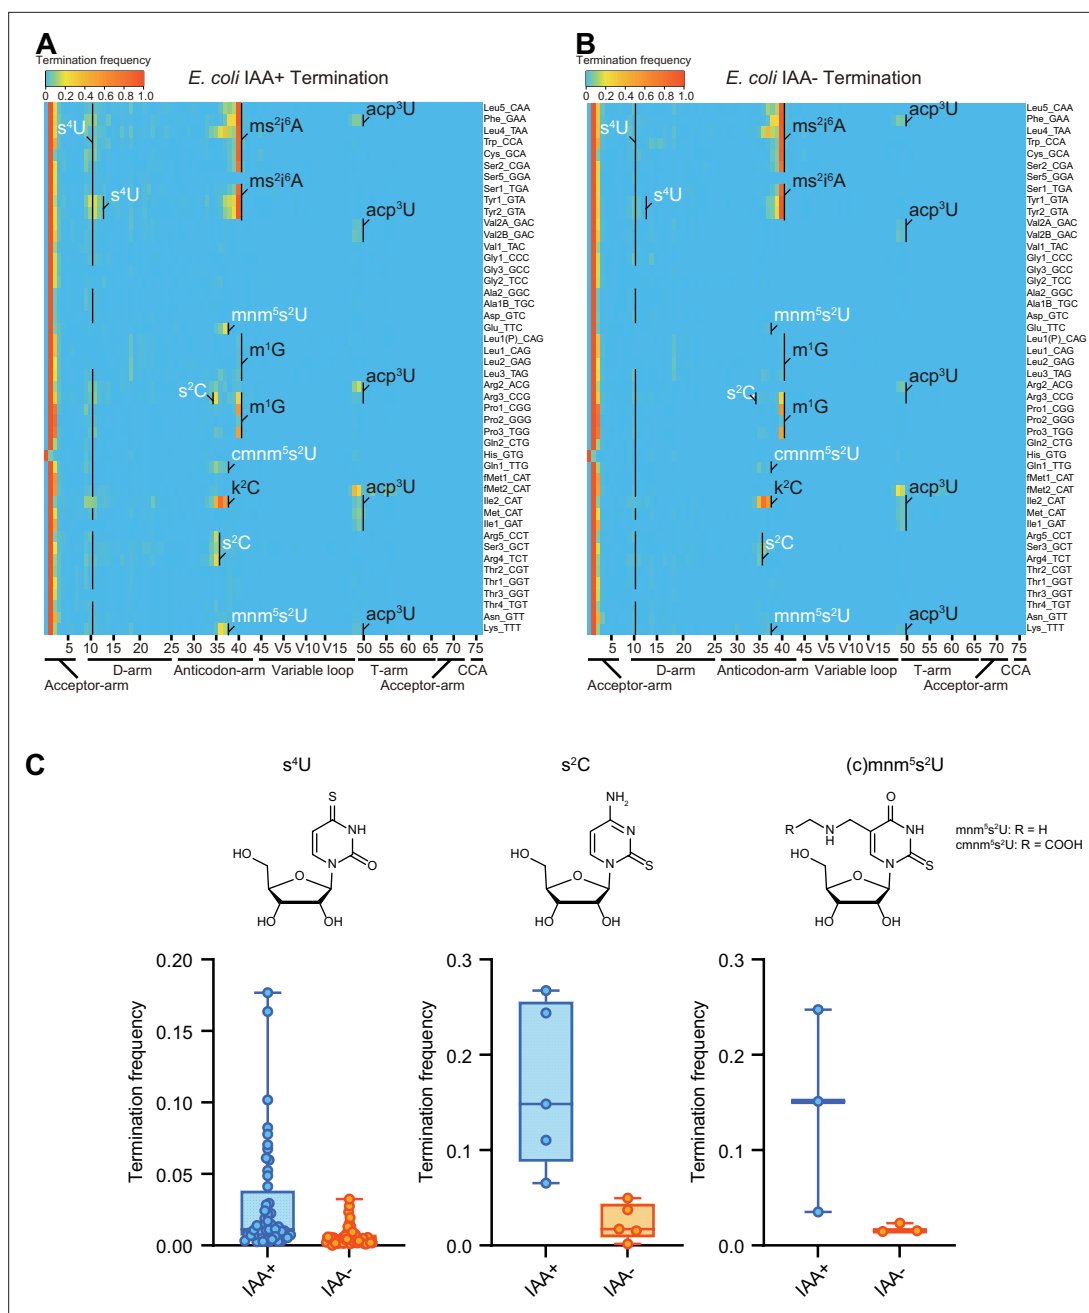 A
Termination frequency
0 0.2 0.4 0.6 0.8 1.0
E. coli IAA+ Termination
s⁴U
ms²i⁶A
acp³U
ms²i⁶A
s⁴U
acp³U
mnm⁵s²U
m¹G
acp³U
s²C
m¹G
cmnm⁵s²U
k²C
acp³U
s²C
mnm⁵s²U
acp³U
Leu5_CAA
Phe_GAA
Leu4_TAA
Trp_CCA
Cys_GCA
Ser2_CGA
Ser5_GGA
Ser1_TGA
Tyr1_GTA
Tyr2_GTA
Val2A_GAC
Val2B_GAC
Val1_TAC
Gly1_CCC
Gly3_GCC
Gly2_TCC
Ala2_GGC
Ala1B_TGC
Asp_GTC
Glu_TTC
Leu1(P)_CAG
Leu1_CAG
Leu2_GAG
Leu3_TAG
Arg2_ACG
Arg3_CCG
Pro1_CGG
Pro2_GGG
Pro3_TGG
Gln2_CTG
His_GTG
Gln1_TTG
fMet1_CAT
fMet2_CAT
Ile2_CAT
Met_CAT
Ile1_GAT
Arg5_CCT
Ser3_GCT
Arg4_TCT
Thr2_CGT
Thr1_GGT
Thr3_GGT
Thr4_TGT
Asn_GTT
Lys_TTT
5 10 15 20 25 30 35 40 45 V5 V10 V15 50 55 60 65 70 75
D-arm Anticodon-arm Variable loop T-arm CCA
Acceptor-arm Acceptor-arm
B
Termination frequency
0 0.2 0.4 0.6 0.8 1.0
E. coli IAA- Termination
s⁴U
ms²i⁶A
acp³U
ms²i⁶A
s⁴U
acp³U
mnm⁵s²U
m¹G
acp³U
s²C
m¹G
cmnm⁵s²U
k²C
acp³U
s²C
mnm⁵s²U
acp³U
Leu5_CAA
Phe_GAA
Leu4_TAA
Trp_CCA
Cys_GCA
Ser2_CGA
Ser5_GGA
Ser1_TGA
Tyr1_GTA
Tyr2_GTA
Val2A_GAC
Val2B_GAC
Val1_TAC
Gly1_CCC
Gly3_GCC
Gly2_TCC
Ala2_GGC
Ala1B_TGC
Asp_GTC
Glu_TTC
Leu1(P)_CAG
Leu1_CAG
Leu2_GAG
Leu3_TAG
Arg2_ACG
Arg3_CCG
Pro1_CGG
Pro2_GGG
Pro3_TGG
Gln2_CTG
His_GTG
Gln1_TTG
fMet1_CAT
fMet2_CAT
Ile2_CAT
Met_CAT
Ile1_GAT
Arg5_CCT
Ser3_GCT
Arg4_TCT
Thr2_CGT
Thr1_GGT
Thr3_GGT
Thr4_TGT
Asn_GTT
Lys_TTT
5 10 15 20 25 30 35 40 45 V5 V10 V15 50 55 60 65 70 75
D-arm Anticodon-arm Variable loop T-arm CCA
Acceptor-arm Acceptor-arm
C
s⁴U
S
NH
N
O
HO
O
HO
OH
s²C
NH₂
N
N
S
HO
O
HO
OH
(c)mnm⁵s²U
O
R
N
H
NH
N
S
HO
O
HO
OH
mnm⁵s²U: R = H
cmnm⁵s²U: R = COOH
Termination frequency
0.20
0.15
0.10
0.05
0.00
IAA+
IAA-
Termination frequency
0.3
0.2
0.1
0.0
IAA+
IAA-
Termination frequency
0.3
0.2
0.1
0.0
IAA+
IAA-